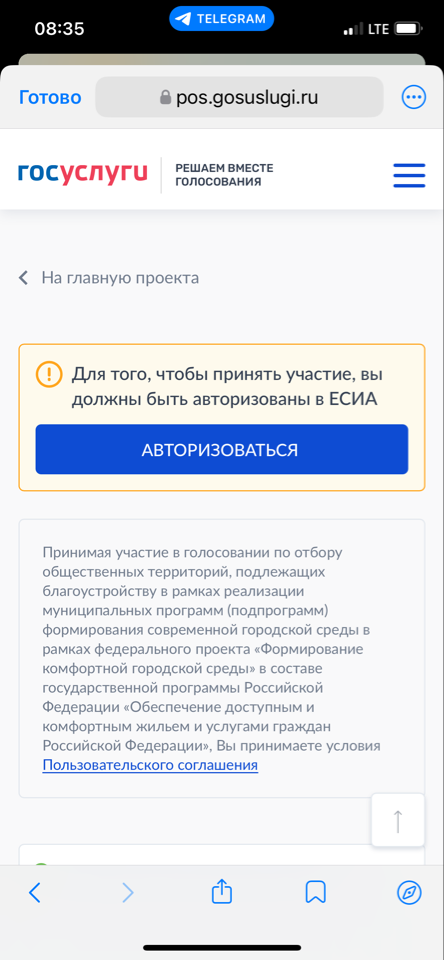 08:35
TELEGRAM
LTE
Готово
pos.gosuslugi.ru
госуслуги
РЕШАЕМ ВМЕСТЕ
ГОЛОСОВАНИЯ
На главную проекта
Для того, чтобы принять участие, вы
должны быть авторизованы в ЕСИА
АВТОРИЗОВАТЬСЯ
Принимая участие в голосовании по отбору
общественных территорий, подлежащих
благоустройству в рамках реализации
муниципальных программ (подпрограмм)
формирования современной городской среды в
рамках федерального проекта «Формирование
комфортной городской среды» в составе
государственной программы Российской
Федерации «Обеспечение доступным и
комфортным жильем и услугами граждан
Российской Федерации», Вы принимаете условия
Пользовательского соглашения